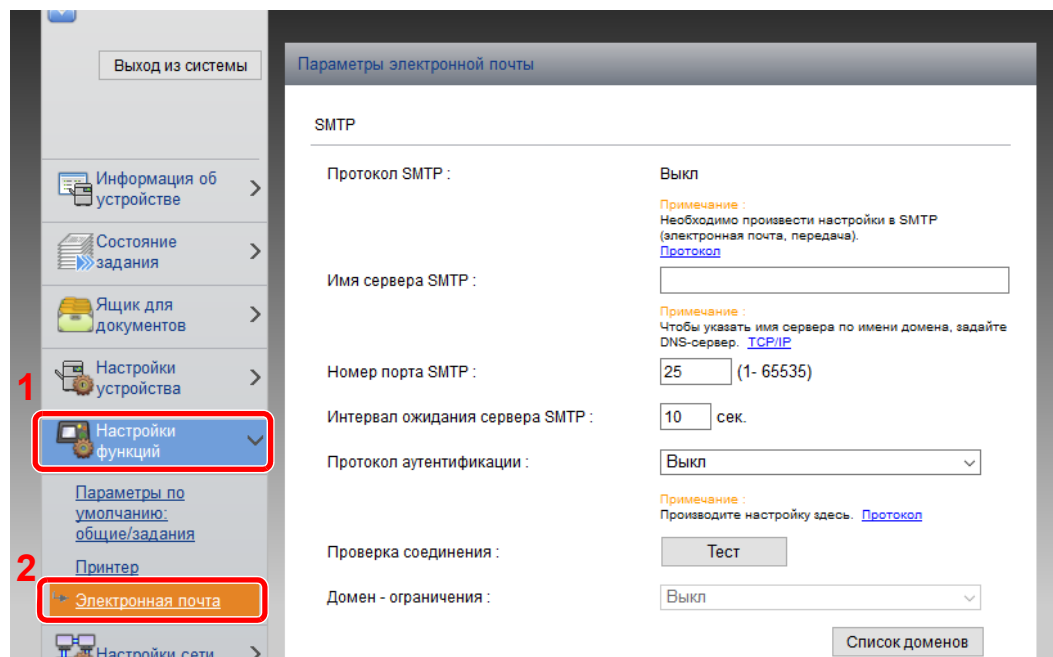 Выход из системы
Информация об
устройстве
Состояние
задания
Ящик для
документов
1
Настройки
устройства
Настройки
функций
Параметры по
умолчанию:
общие/задания
Принтер
2
Электронная почта
Настройки сети
Параметры электронной почты
SMTP
Протокол SMTP : Выкл
Примечание :
Необходимо произвести настройки в SMTP
(электронная почта, передача).
Протокол
Имя сервера SMTP :
Примечание :
Чтобы указать имя сервера по имени домена, задайте
DNS-сервер. TCP/IP
Номер порта SMTP : 25 (1- 65535)
Интервал ожидания сервера SMTP : 10 сек.
Протокол аутентификации : Выкл
Примечание :
Производите настройку здесь. Протокол
Проверка соединения : Тест
Домен - ограничения : Выкл
Список доменов